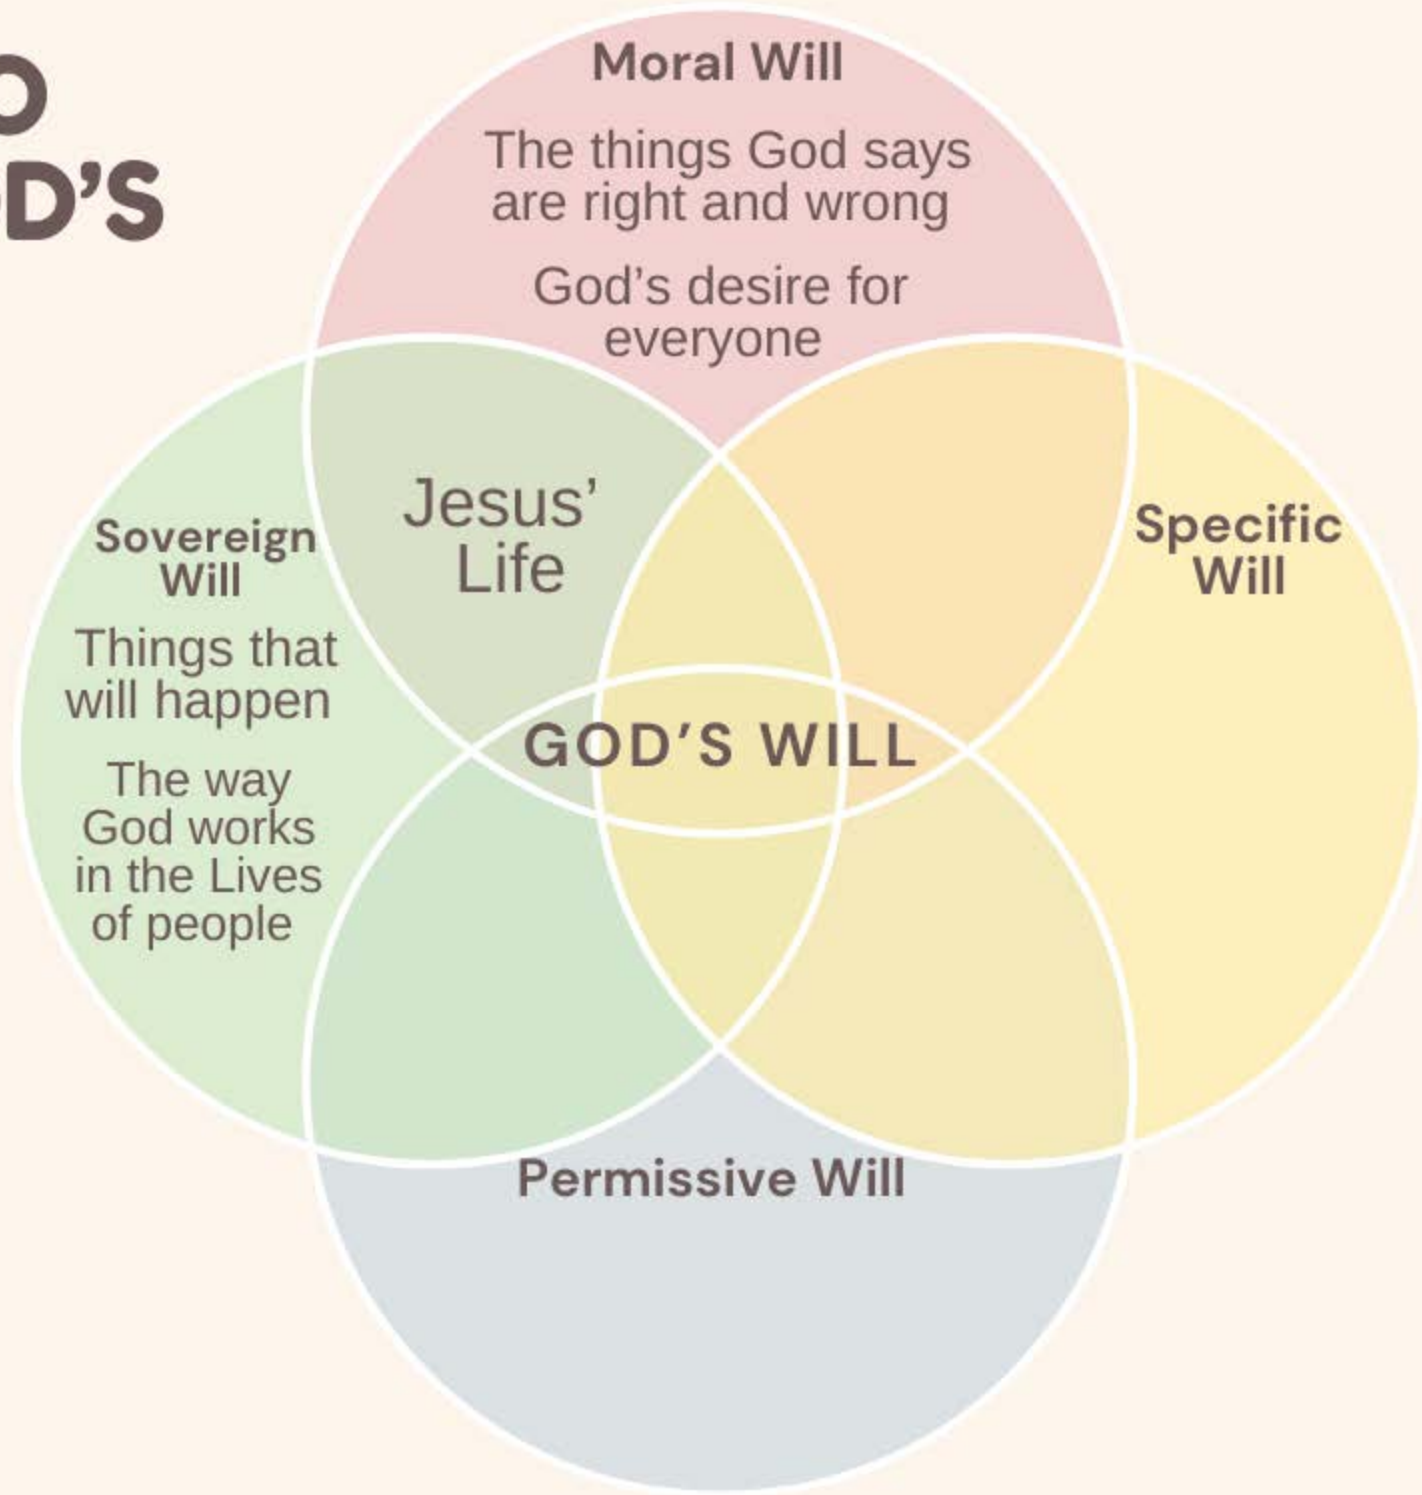 O
D'S
Moral Will
The things God says
are right and wrong
God's desire for
everyone
Jesus'
Life
Sovereign
Will
Things that
will happen
The way
God works
in the Lives
of people
Specific
Will
GOD'S WILL
Permissive Will